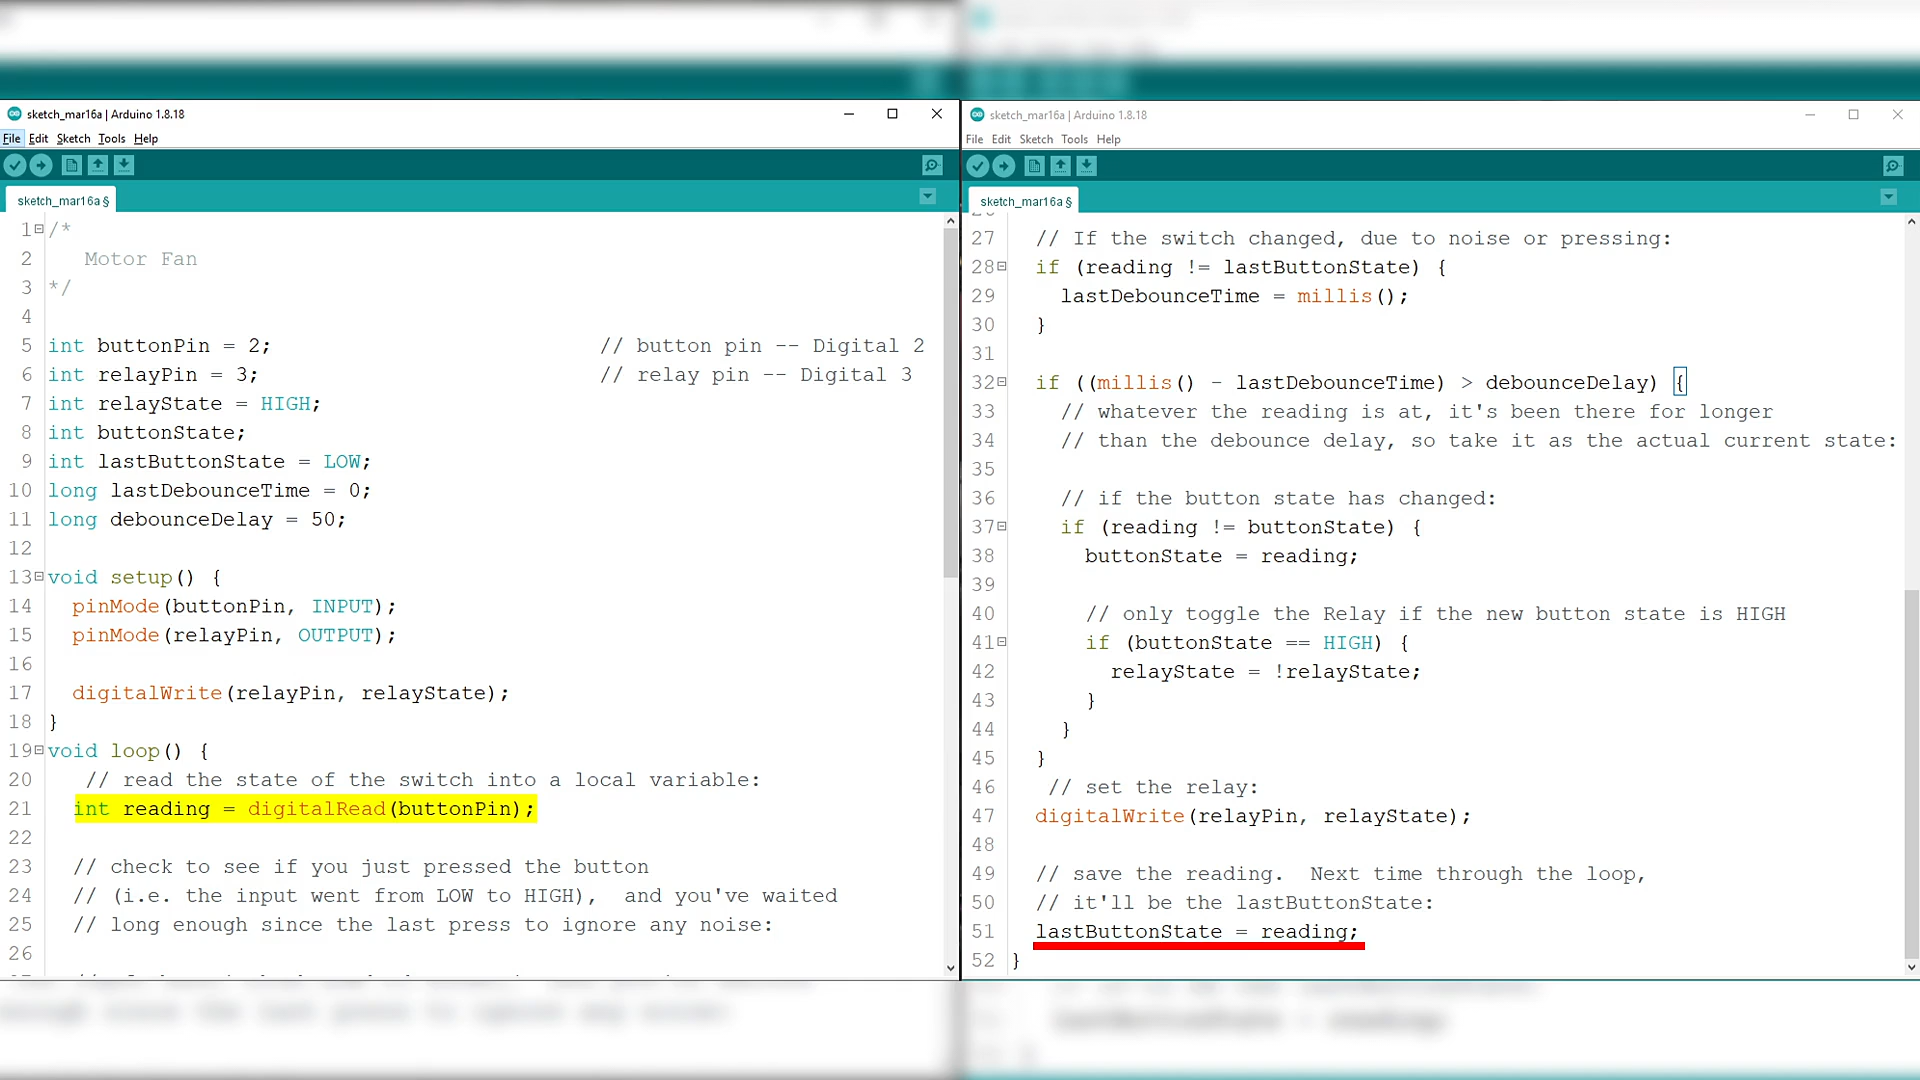 sketch_mar16a | Arduino 1.8.18
File Edit Sketch Tools Help
sketch_mar16a §
1 /*
2 Motor Fan
3 */
4
5 int buttonPin = 2; // button pin -- Digital 2
6 int relayPin = 3; // relay pin -- Digital 3
7 int relayState = HIGH;
8 int buttonState;
9 int lastButtonState = LOW;
10 long lastDebounceTime = 0;
11 long debounceDelay = 50;
12
13 void setup() {
14 pinMode(buttonPin, INPUT);
15 pinMode(relayPin, OUTPUT);
16
17 digitalWrite(relayPin, relayState);
18 }
19 void loop() {
20 // read the state of the switch into a local variable:
21 int reading = digitalRead(buttonPin);
22
23 // check to see if you just pressed the button
24 // (i.e. the input went from LOW to HIGH), and you've waited
25 // long enough since the last press to ignore any noise:
26
sketch_mar16a | Arduino 1.8.18
File Edit Sketch Tools Help
sketch_mar16a §
27 // If the switch changed, due to noise or pressing:
28 if (reading != lastButtonState) {
29 lastDebounceTime = millis();
30 }
31
32 if ((millis() - lastDebounceTime) > debounceDelay) {
33 // whatever the reading is at, it's been there for longer
34 // than the debounce delay, so take it as the actual current state:
35
36 // if the button state has changed:
37 if (reading != buttonState) {
38 buttonState = reading;
39
40 // only toggle the Relay if the new button state is HIGH
41 if (buttonState == HIGH) {
42 relayState = !relayState;
43 }
44 }
45 }
46 // set the relay:
47 digitalWrite(relayPin, relayState);
48
49 // save the reading.  Next time through the loop,
50 // it'll be the lastButtonState:
51 lastButtonState = reading;
52 }